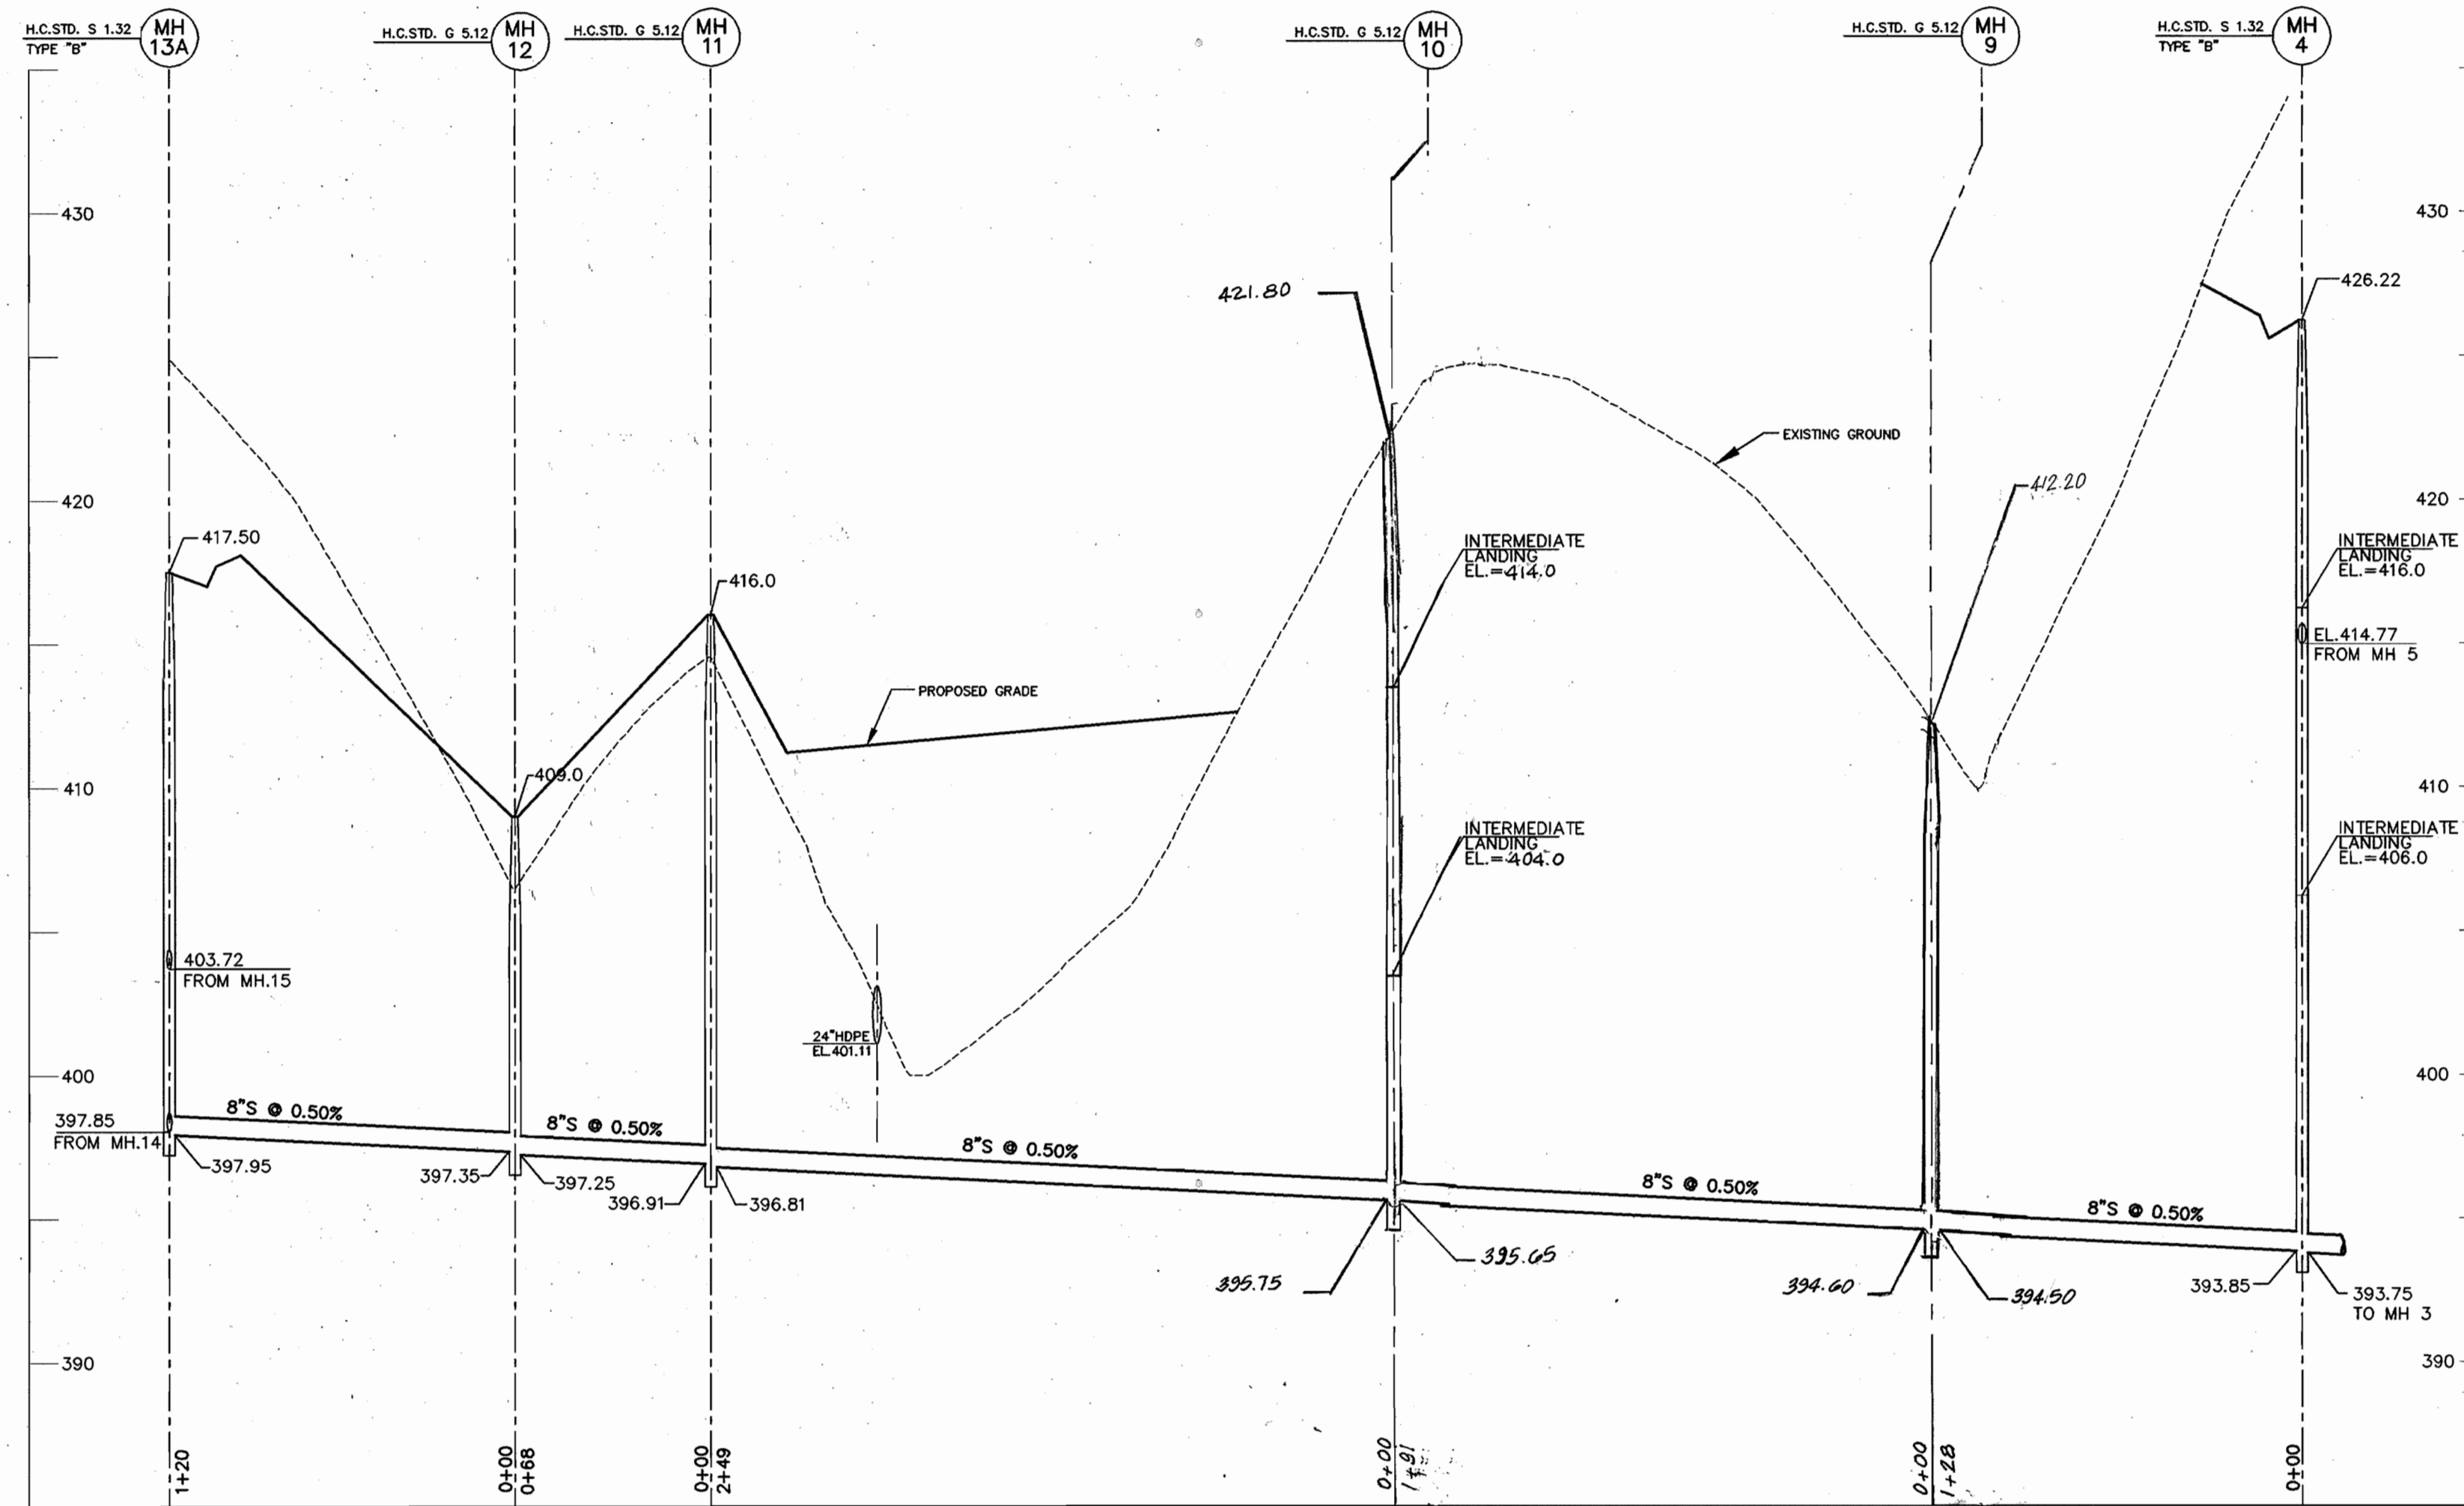 H.C.STD. S 1.32
TYPE "B"
MH
13A
H.C.STD. G 5.12
MH
12
H.C.STD. G 5.12
MH
11
H.C.STD. G 5.12
MH
10
H.C.STD. G 5.12
MH
9
H.C.STD. S 1.32
TYPE "B"
MH
4
430
430
426.22
421.80
EXISTING GROUND
420
412.20
420
417.50
416.0
INTERMEDIATE
LANDING
EL.=414.0
INTERMEDIATE
LANDING
EL.=416.0
EL.414.77
FROM MH 5
PROPOSED GRADE
409.0
410
410
INTERMEDIATE
LANDING
EL.=404.0
INTERMEDIATE
LANDING
EL.=406.0
403.72
FROM MH.15
24"HDPE
EL.401.11
400
400
397.85
FROM MH.14
8"S @ 0.50%
8"S @ 0.50%
8"S @ 0.50%
8"S @ 0.50%
8"S @ 0.50%
397.95
397.35
397.25
396.91
396.81
395.75
395.65
394.60
394.50
393.85
393.75
TO MH 3
390
390
1+20
0+00
0+68
0+00
2+49
0+00
1+91
0+00
1+28
0+00